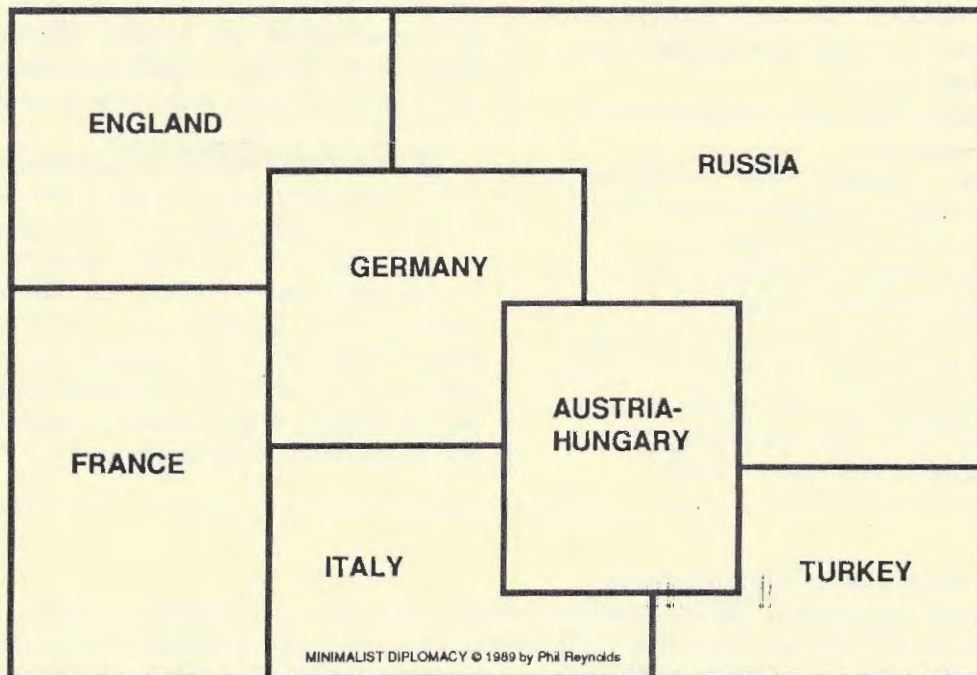 ENGLAND
RUSSIA
GERMANY
AUSTRIA-
HUNGARY
FRANCE
ITALY
TURKEY
MINIMALIST DIPLOMACY © 1989 by Phil Reynolds